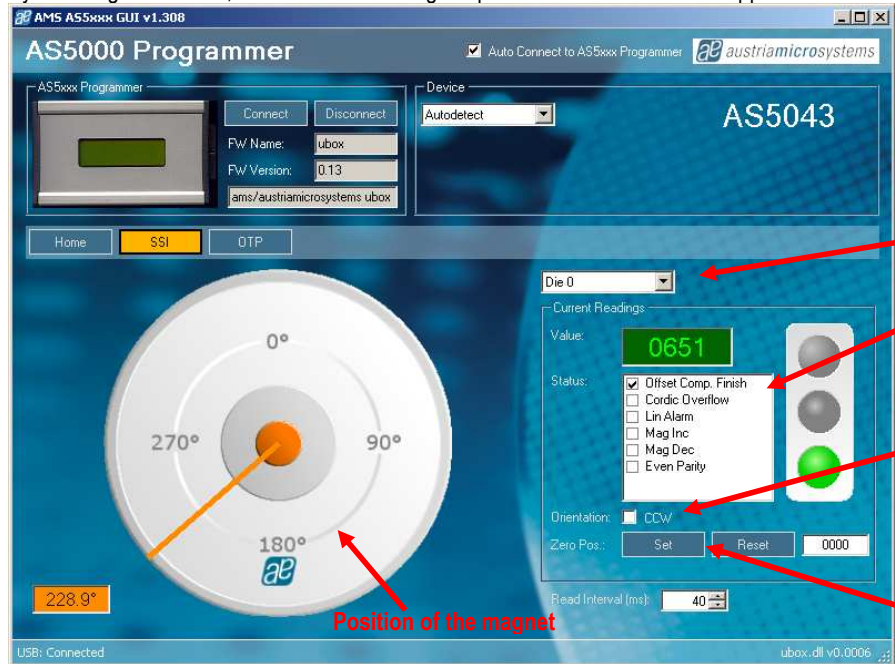 AMS AS5xxx GUI v1.308
AS5000 Programmer
Auto Connect to AS5xxx Programmer
austriamicrosystems
AS5xxx Programmer
Connect
Disconnect
FW Name:
ubox
FW Version:
0.13
ams/austriamicrosystems ubox
Device
Autodetect
AS5043
Home
SSI
OTP
0°
90°
180°
270°
228.9°
Position of the magnet
Die 0
Current Readings
Value:
0651
Status:
Offset Comp. Finish
Cordic Overflow
Lin Alarm
Mag Inc
Mag Dec
Even Parity
Orientation:
CCW
Zero Pos.:
Set
Reset
0000
Read Interval (ms):
40
USB: Connected
ubox.dll v0.0006